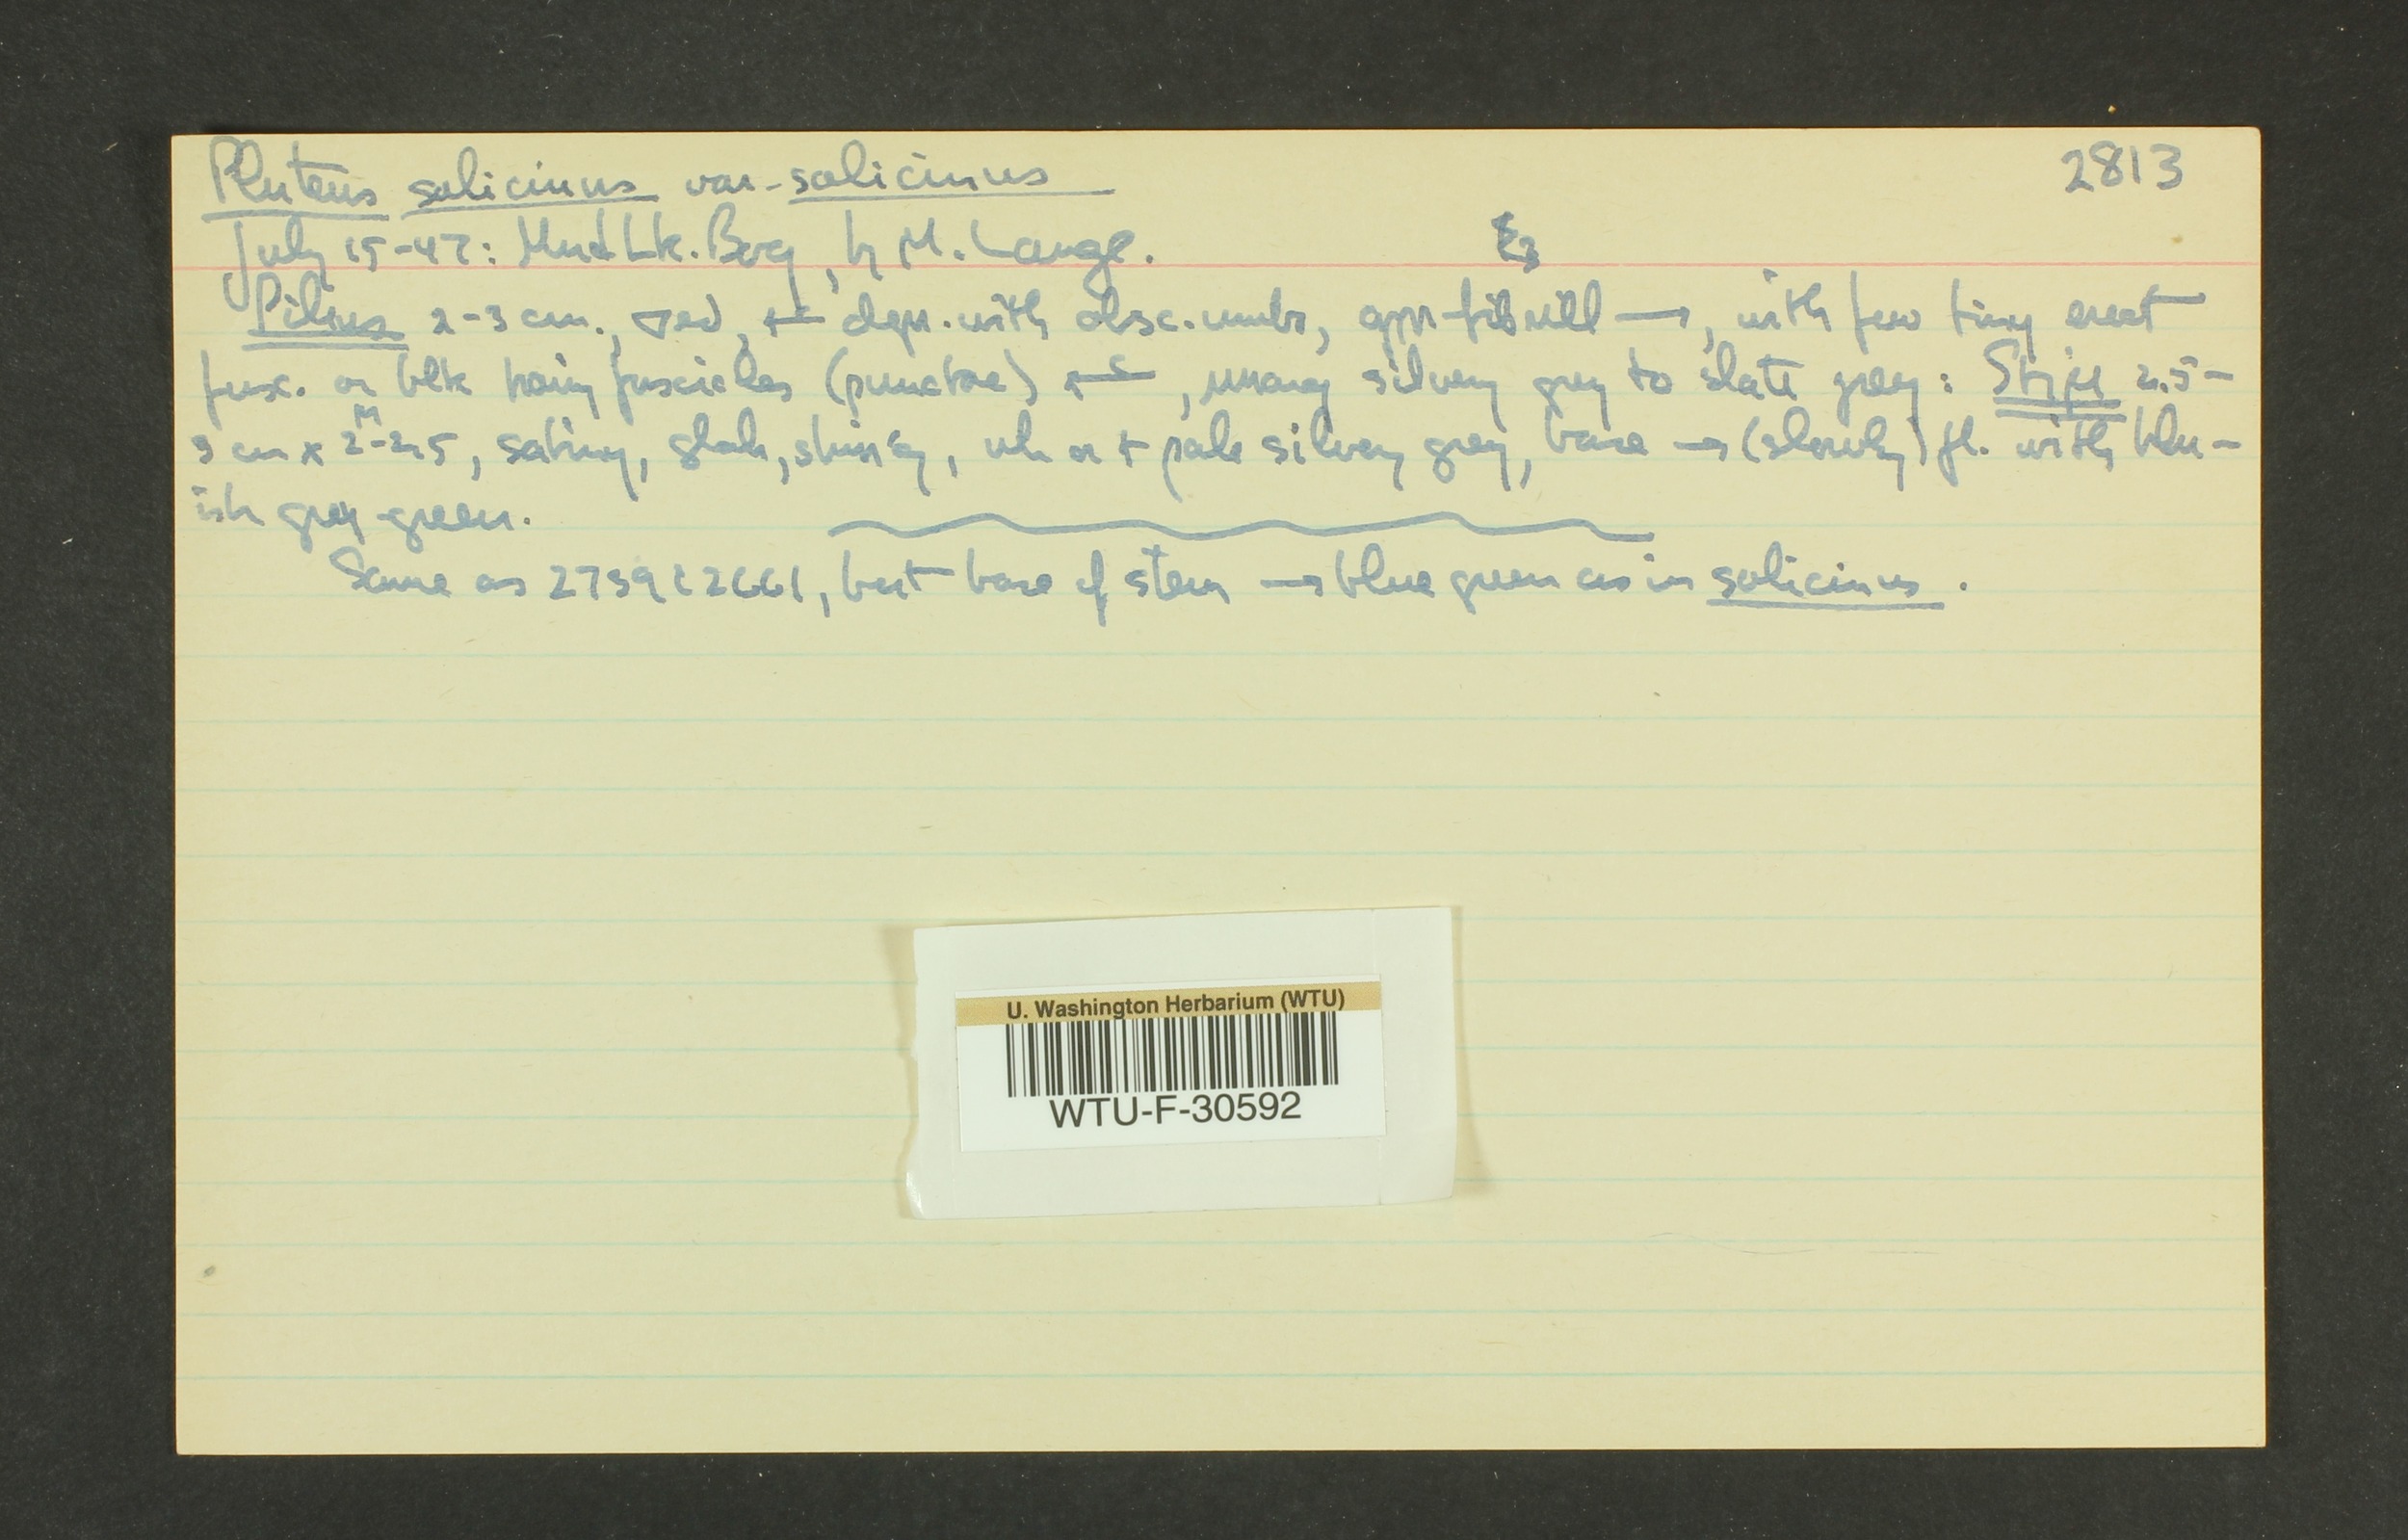 Pluteus salicinus var. salicinus 2813
July 15-47: Mud Lk. Bog, by M. Lange.
Pileus 2-3 cm., depr. with obsc. umbo, appr-fibrill →, with few tiny erect
fusc. or blk hairy fascicles (punctae), silvery grey to slate grey: Stipe 2.5-
3 cm x 2-2.5, satiny, glab, shining, wh or ± pale silvery grey, base → (slowly) fl. with blu-
ish grey-green.
Same as 2739 & 2661, but base of stem → blue green as in salicinus.
U. Washington Herbarium (WTU)
WTU-F-30592